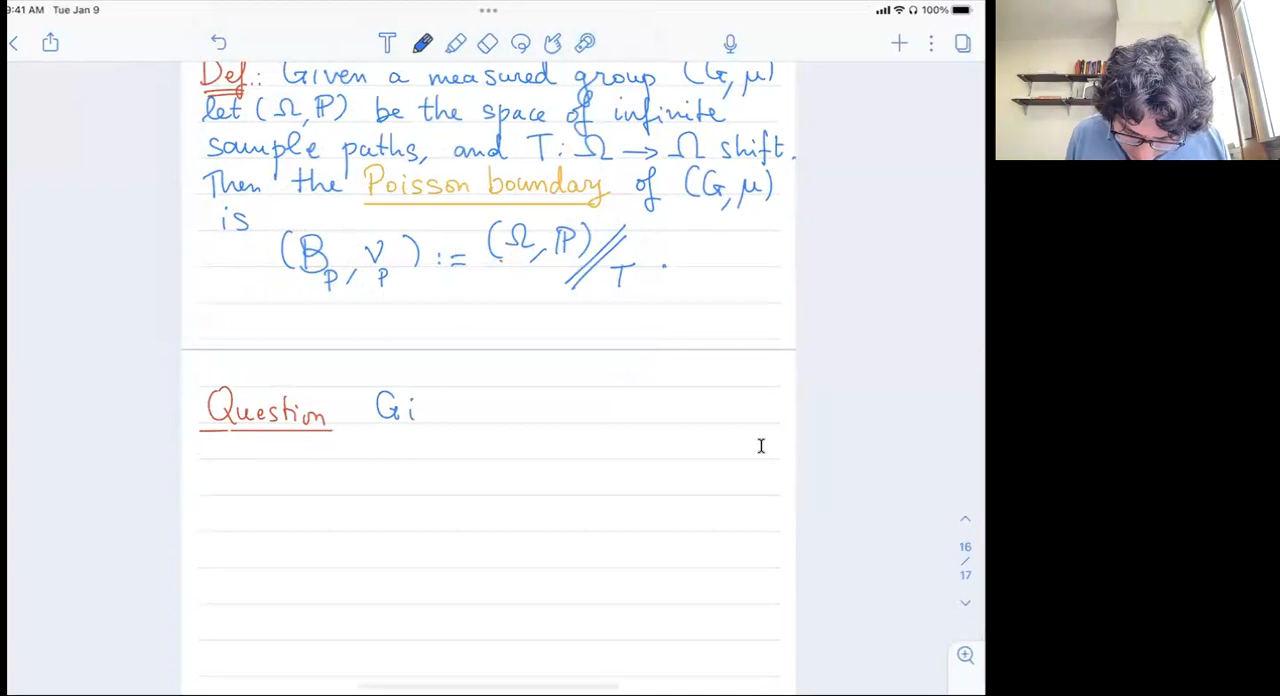 9:41 AM Tue Jan 9
100%
Def.: Given a measured group (G, μ)
let (Ω, ℙ) be the space of infinite
sample paths, and T: Ω → Ω shift.
Then the Poisson boundary of (G, μ)
is
(B_P, ν_P) := (Ω, ℙ) // T .
Question Gi
16
/
17